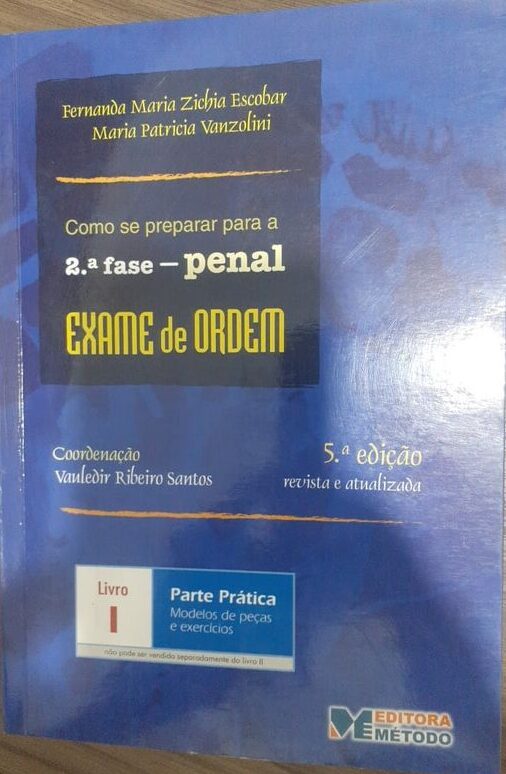 Fernanda Maria Zichia Escobar
Maria Patricia Vanzolini
Como se preparar para a
2.ª fase – penal
EXAME de ORDEM
Coordenação
Vauledir Ribeiro Santos
5.ª edição
revista e atualizada
Livro
I
Parte Prática
Modelos de peças
e exercícios
não pode ser vendido separadamente do livro II
EDITORA
MÉTODO